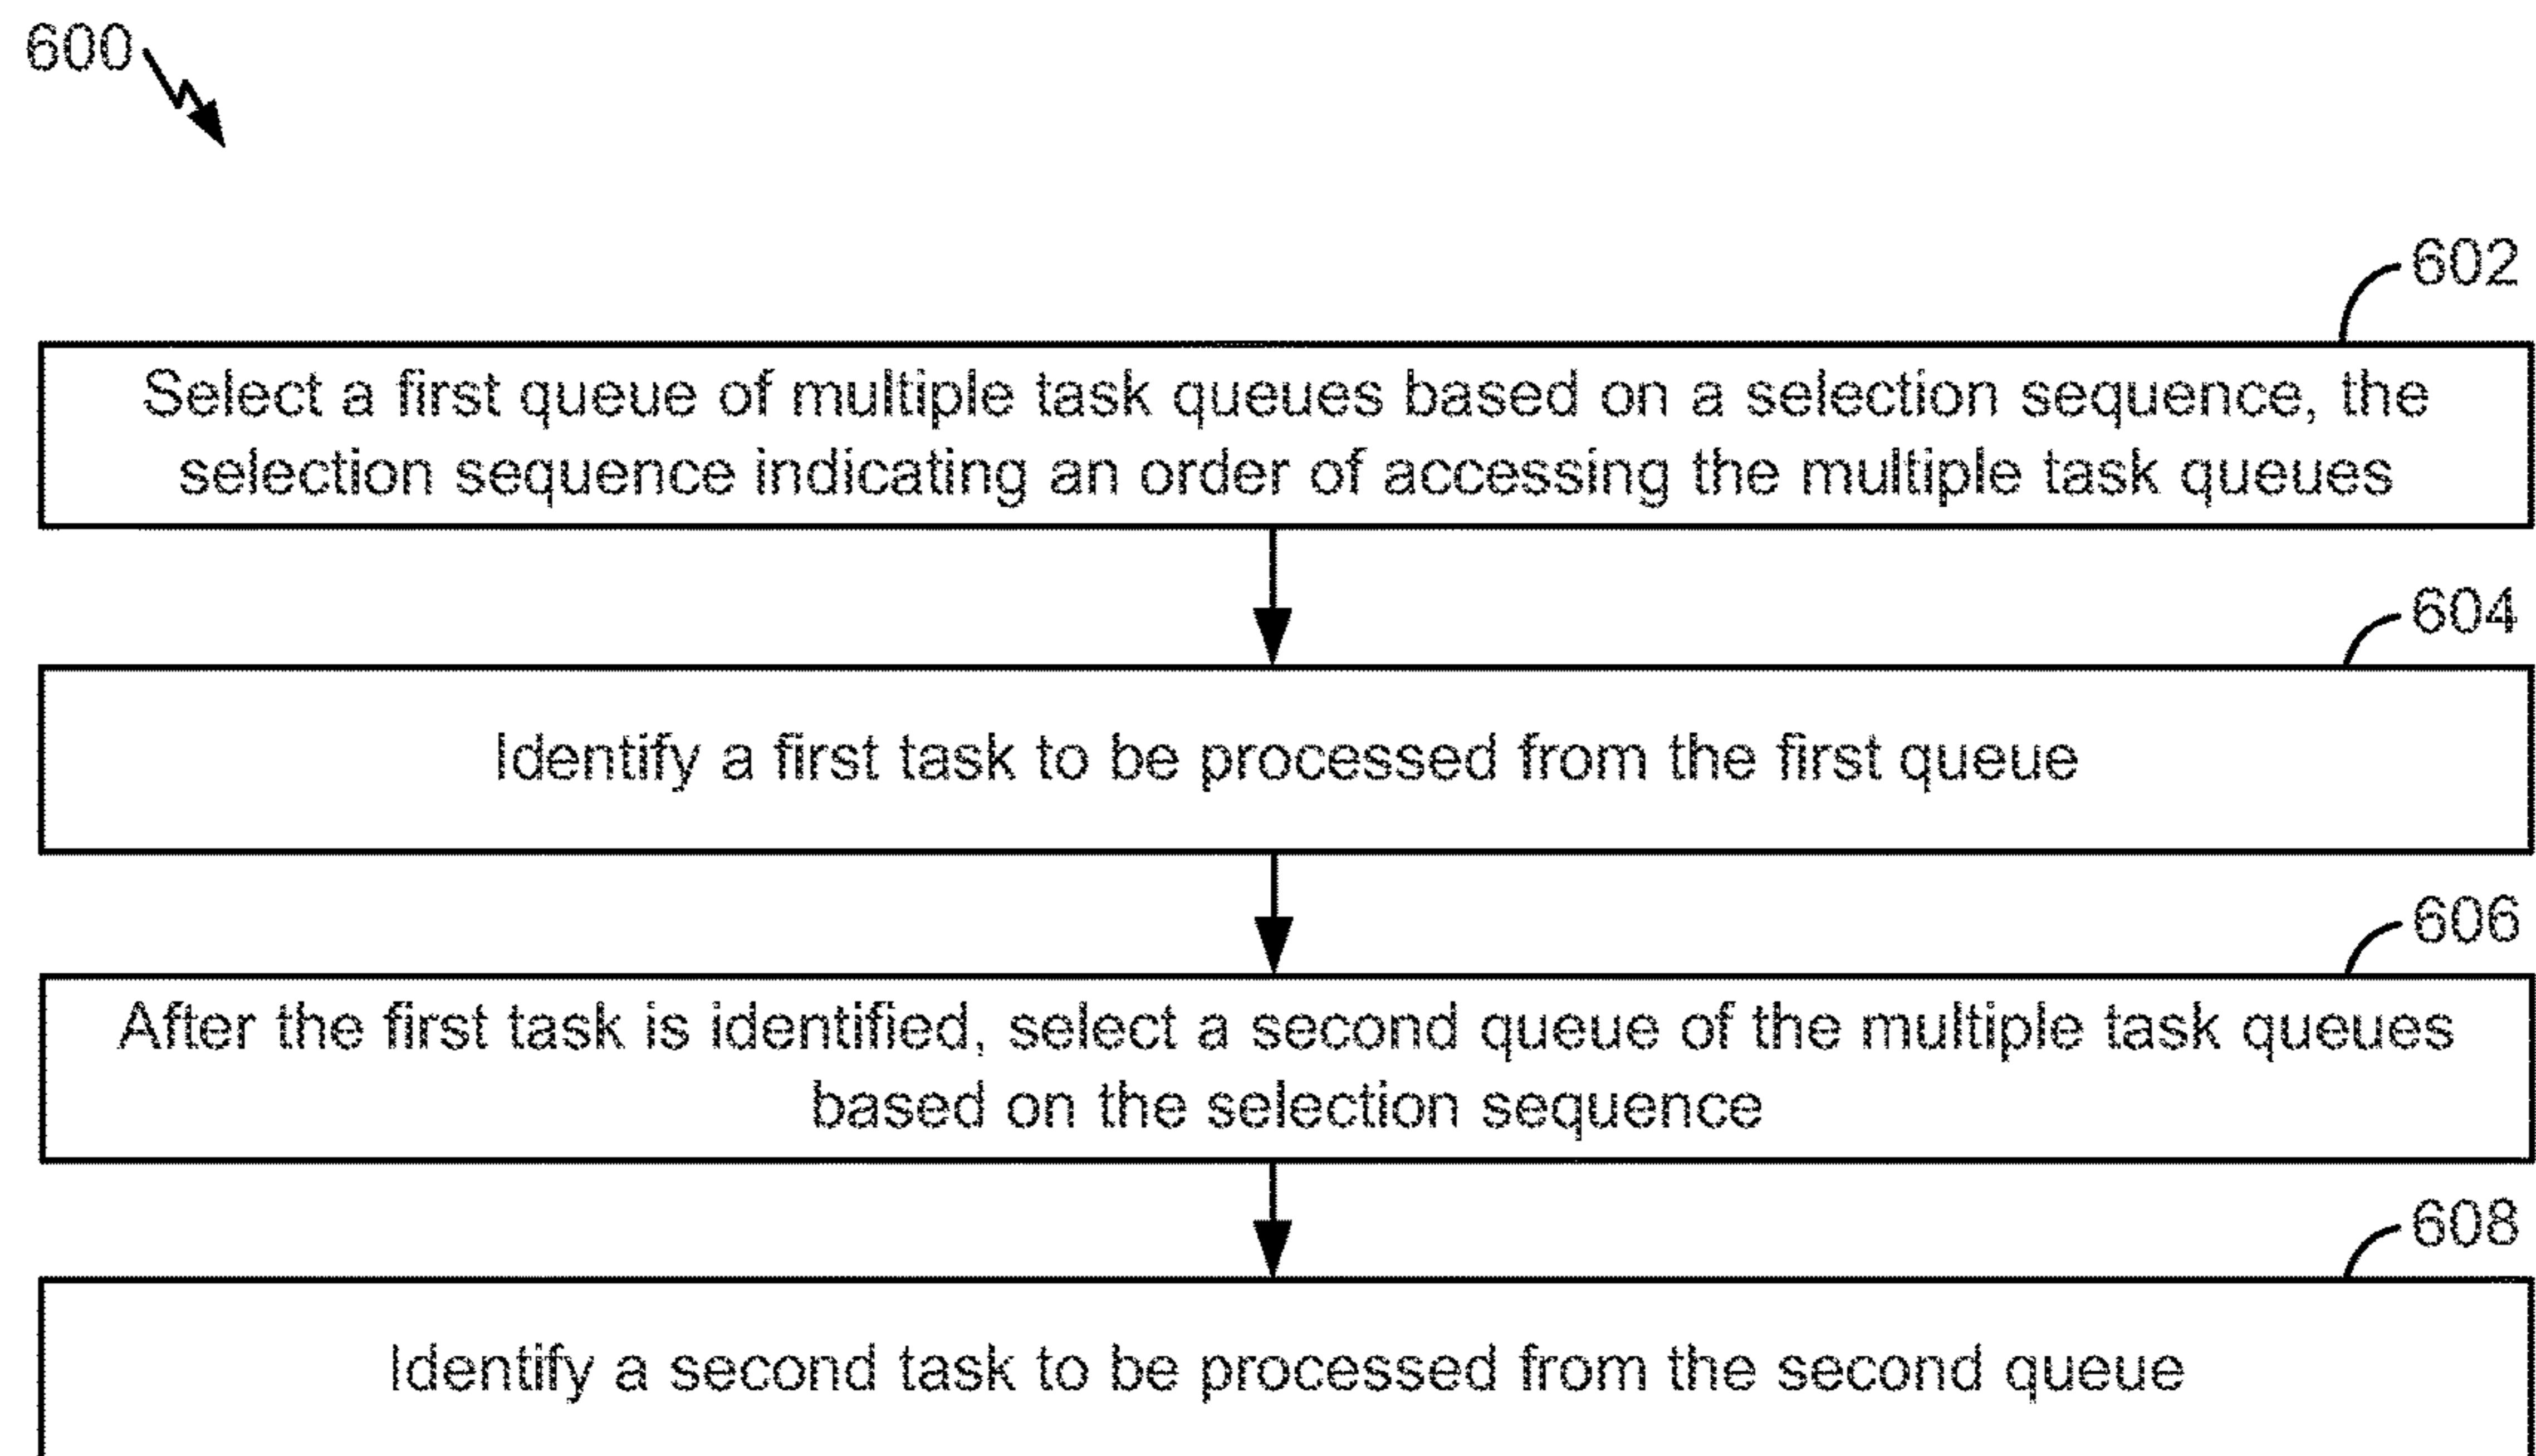 600
602
Select a first queue of multiple task queues based on a selection sequence, the
selection sequence indicating an order of accessing the multiple task queues
604
Identify a first task to be processed from the first queue
606
After the first task is identified, select a second queue of the multiple task queues
based on the selection sequence
608
Identify a second task to be processed from the second queue